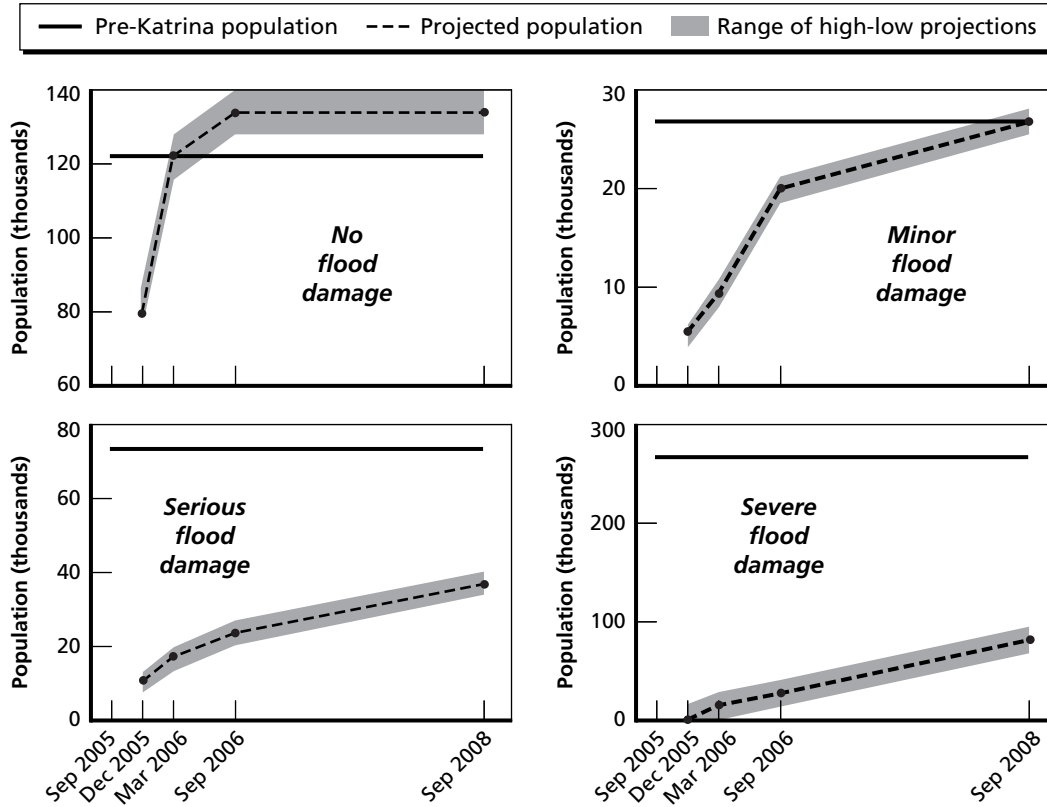 Pre-Katrina population Projected population Range of high-low projections
Population (thousands)
140
120
100
80
60
No
flood
damage
Population (thousands)
30
20
10
0
Minor
flood
damage
Population (thousands)
80
60
40
20
0
Serious
flood
damage
Sep 2005
Dec 2005
Mar 2006
Sep 2006
Sep 2008
Population (thousands)
300
200
100
0
Severe
flood
damage
Sep 2005
Dec 2005
Mar 2006
Sep 2006
Sep 2008